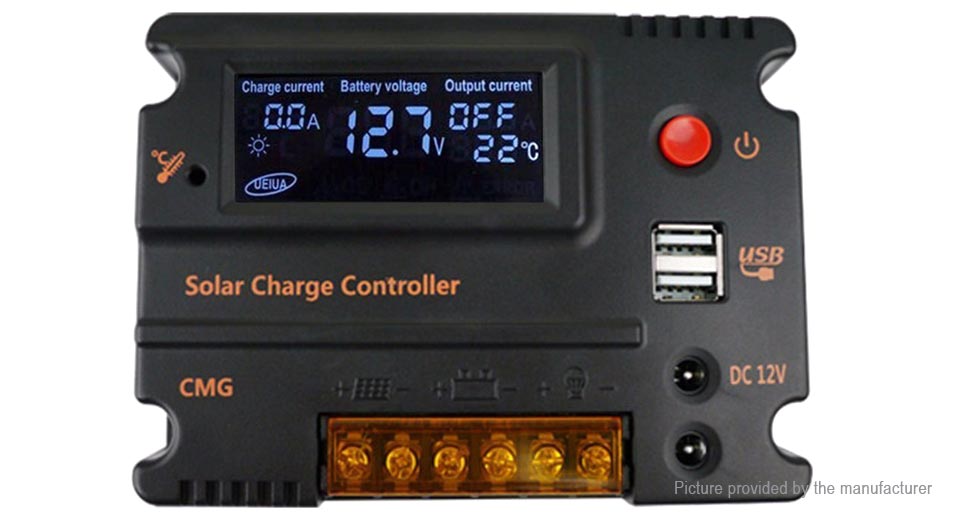 Charge current Battery voltage Output current
0.0A 12.7V OFF
22°C
UEIUA
°C
USB
Solar Charge Controller
CMG
DC 12V
+ - + - + -
Picture provided by the manufacturer